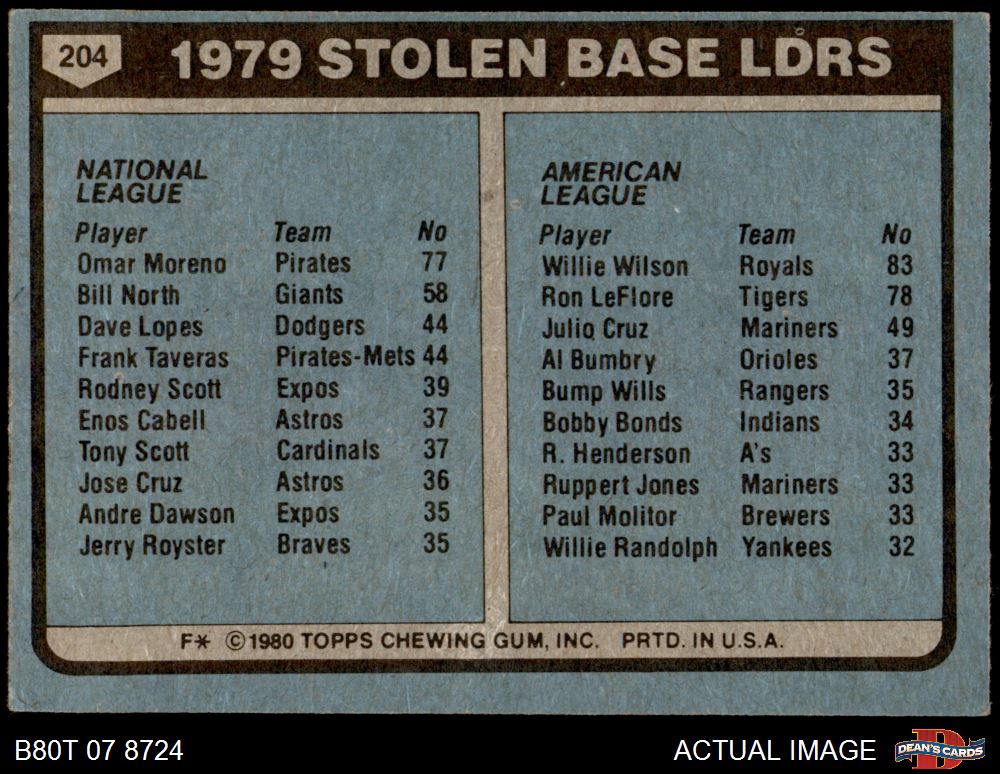 204
1979 STOLEN BASE LDRS
NATIONAL
LEAGUE
Player Team No
Omar Moreno Pirates 77
Bill North Giants 58
Dave Lopes Dodgers 44
Frank Taveras Pirates-Mets 44
Rodney Scott Expos 39
Enos Cabell Astros 37
Tony Scott Cardinals 37
Jose Cruz Astros 36
Andre Dawson Expos 35
Jerry Royster Braves 35
AMERICAN
LEAGUE
Player Team No
Willie Wilson Royals 83
Ron LeFlore Tigers 78
Julio Cruz Mariners 49
Al Bumbry Orioles 37
Bump Wills Rangers 35
Bobby Bonds Indians 34
R. Henderson A's 33
Ruppert Jones Mariners 33
Paul Molitor Brewers 33
Willie Randolph Yankees 32
F* ©1980 TOPPS CHEWING GUM, INC. PRTD. IN U.S.A.
B80T 07 8724
ACTUAL IMAGE
D
DEAN'S CARDS